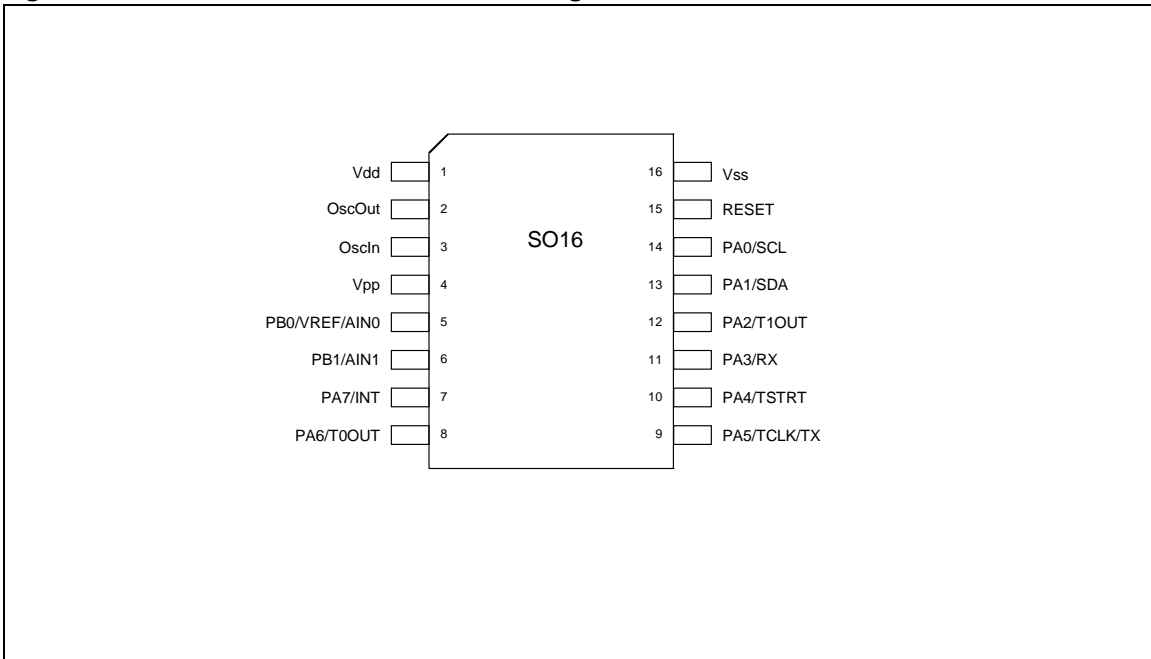 Vdd 1
OscOut 2
OscIn 3
Vpp 4
PB0/VREF/AIN0 5
PB1/AIN1 6
PA7/INT 7
PA6/T0OUT 8
SO16
16 Vss
15 RESET
14 PA0/SCL
13 PA1/SDA
12 PA2/T1OUT
11 PA3/RX
10 PA4/TSTRT
9 PA5/TCLK/TX